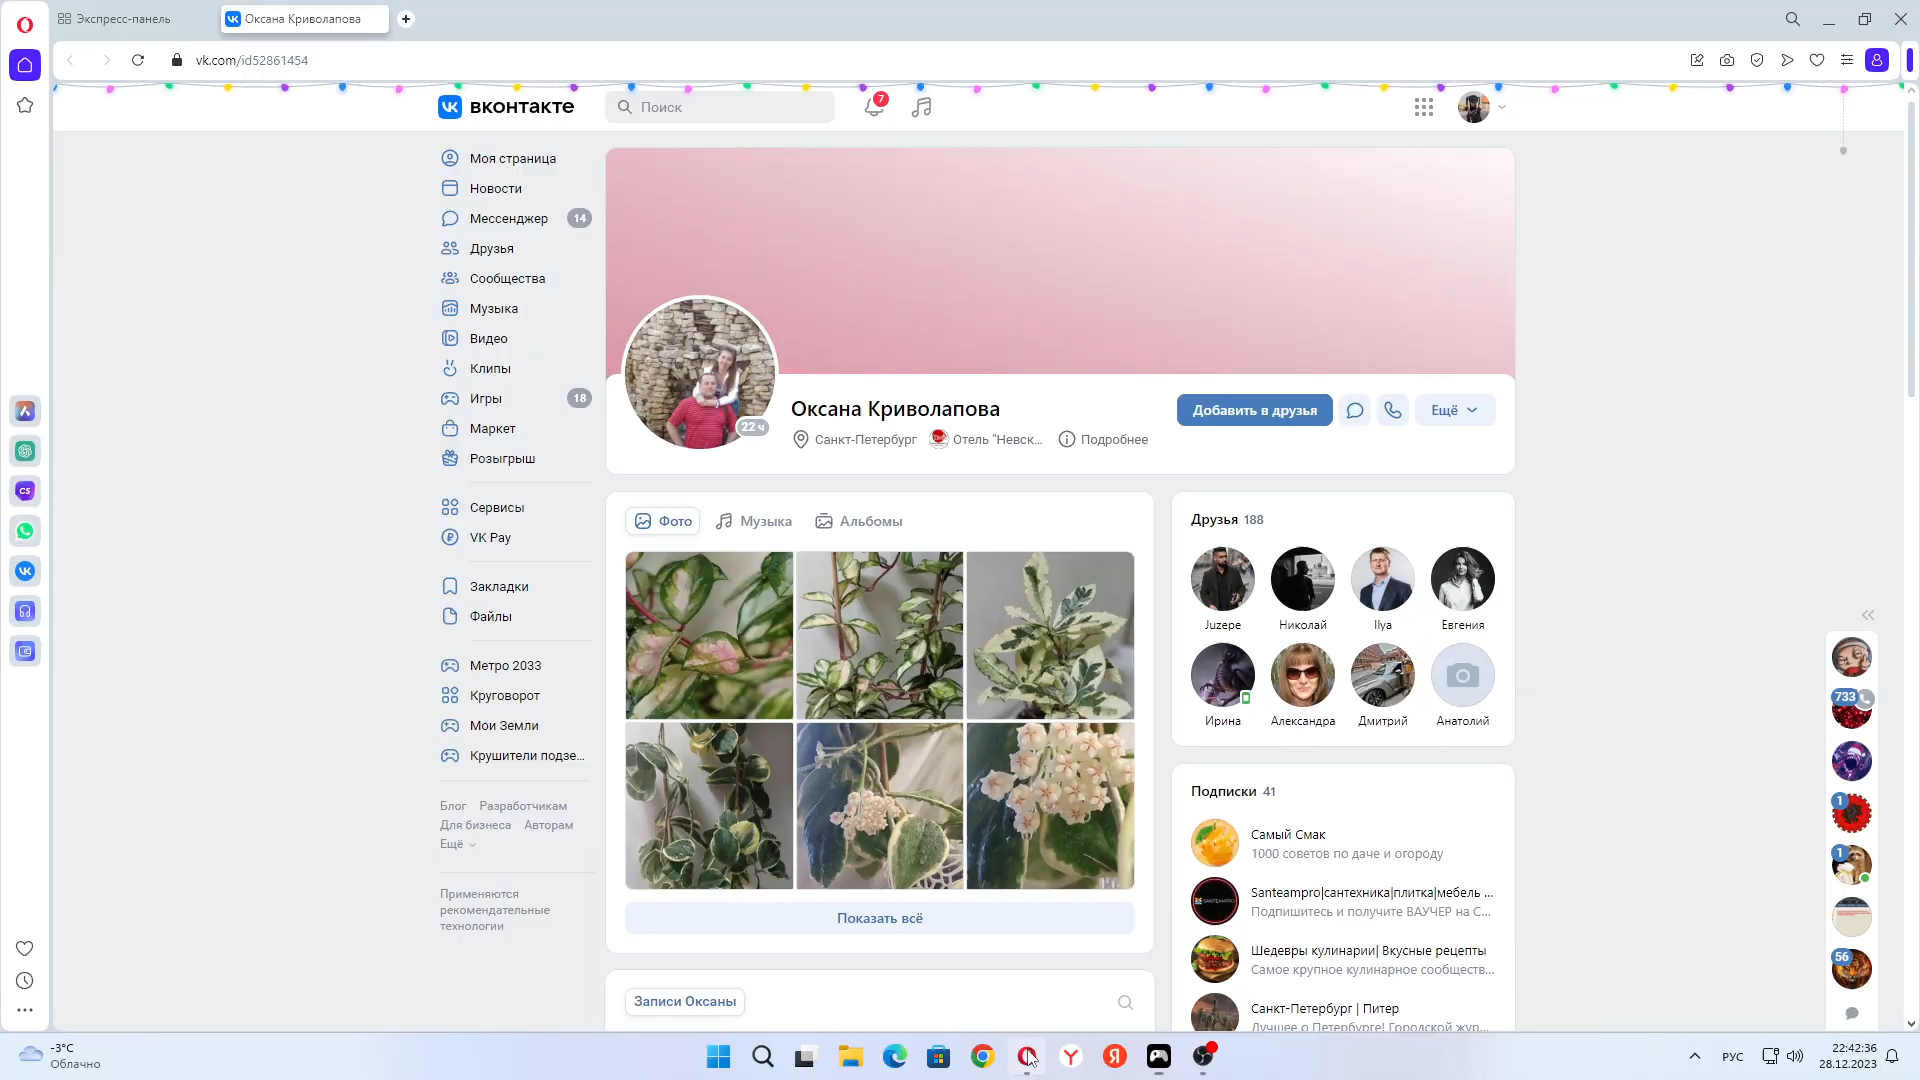 Экспресс-панель
Оксана Криволапова
vk.com/id52861454
вконтакте
Поиск
7
Моя страница
Новости
Мессенджер 14
Друзья
Сообщества
Музыка
Видео
Клипы
Игры 18
Маркет
Розыгрыш
Сервисы
VK Pay
Закладки
Файлы
Метро 2033
Круговорот
Мои Земли
Крушители подзе...
Блог Разработчикам
Для бизнеса Авторам
Ещё
Применяются
рекомендательные
технологии
22 ч
Оксана Криволапова
Санкт-Петербург Отель "Невск... Подробнее
Добавить в друзья
Ещё
Фото Музыка Альбомы
Показать всё
Записи Оксаны
Друзья 188
Juzepe Николай Ilya Евгения
Ирина Александра Дмитрий Анатолий
Подписки 41
Самый Смак
1000 советов по даче и огороду
Santeampro|сантехника|плитка|мебель ...
Подпишитесь и получите ВАУЧЕР на С...
Шедевры кулинарии| Вкусные рецепты
Самое крупное кулинарное сообществ...
Санкт-Петербург | Питер
Лучшее о Петербурге! Городской жур...
733
1
1
56
-3°C
Облачно
РУС
22:42:36
28.12.2023